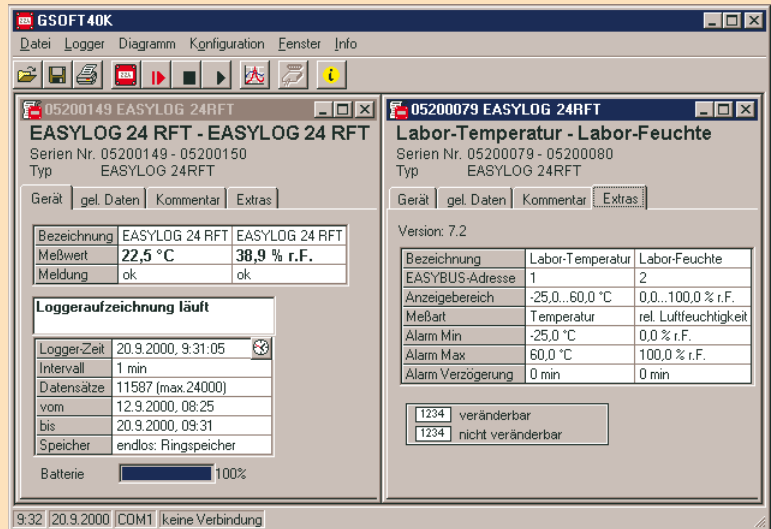 GSOFT40K
Datei Logger Diagramm Konfiguration Fenster Info
05200149 EASYLOG 24RFT
EASYLOG 24 RFT - EASYLOG 24 RFT
Serien Nr. 05200149 - 05200150
Typ EASYLOG 24RFT
Gerät gel. Daten Kommentar Extras
Bezeichnung EASYLOG 24 RFT EASYLOG 24 RFT
Meßwert 22,5 °C 38,9 % r.F.
Meldung ok ok
Loggeraufzeichnung läuft
Logger-Zeit 20.9.2000, 9:31:05
Intervall 1 min
Datensätze 11587 (max.24000)
vom 12.9.2000, 08:25
bis 20.9.2000, 09:31
Speicher endlos: Ringspeicher
Batterie 100%
05200079 EASYLOG 24RFT
Labor-Temperatur - Labor-Feuchte
Serien Nr. 05200079 - 05200080
Typ EASYLOG 24RFT
Gerät gel. Daten Kommentar Extras
Version: 7.2
Bezeichnung Labor-Temperatur Labor-Feuchte
EASYBUS-Adresse 1 2
Anzeigebereich -25,0...60,0 °C 0,0...100,0 % r.F.
Meßart Temperatur rel. Luftfeuchtigkeit
Alarm Min -25,0 °C 0,0 % r.F.
Alarm Max 60,0 °C 100,0 % r.F.
Alarm Verzögerung 0 min 0 min
1234 veränderbar
1234 nicht veränderbar
9:32 20.9.2000 COM1 keine Verbindung